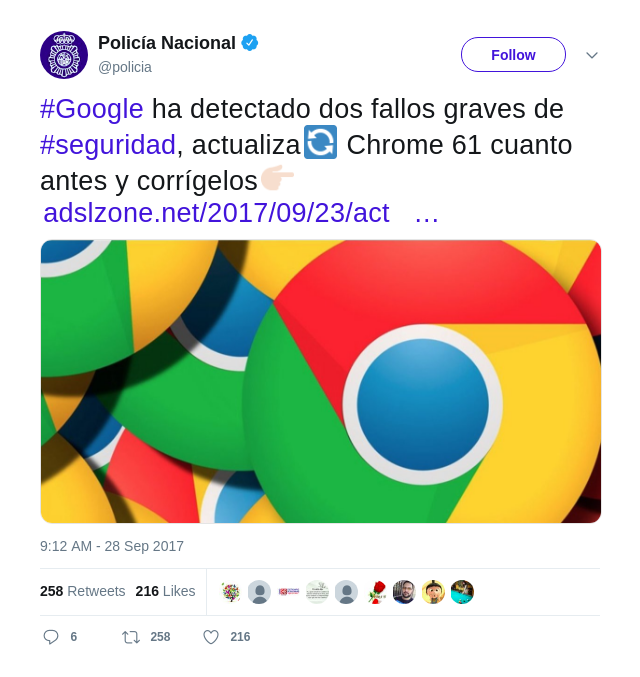 Policía Nacional
@policia
Follow
#Google ha detectado dos fallos graves de
#seguridad, actualiza🔄 Chrome 61 cuanto
antes y corrígelos👉🏻
adslzone.net/2017/09/23/act …
9:12 AM - 28 Sep 2017
258 Retweets 216 Likes
6 258 216